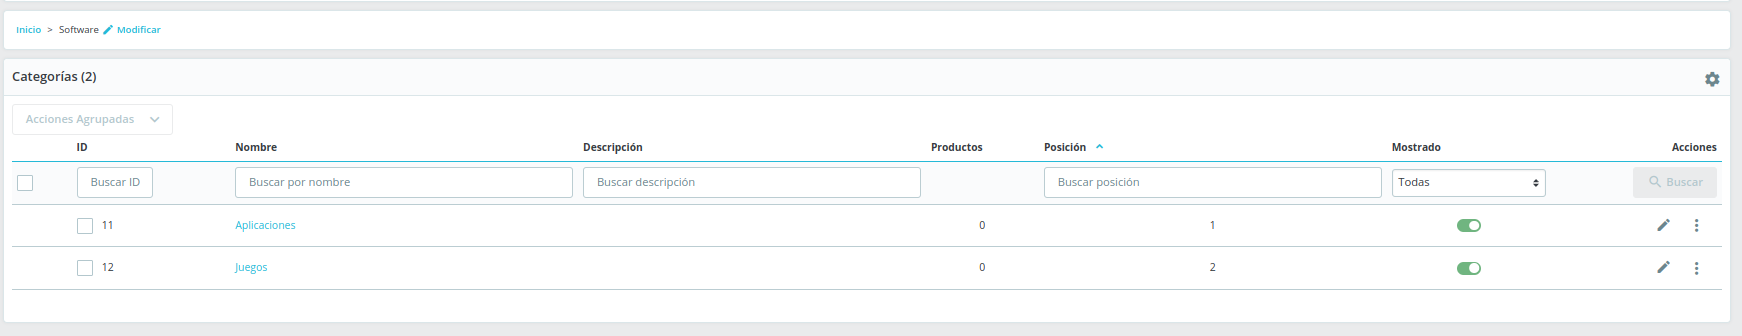 Inicio > Software Modificar
Categorías (2)
Acciones Agrupadas
ID Nombre Descripción Productos Posición Mostrado Acciones
Buscar ID Buscar por nombre Buscar descripción Buscar posición Todas Buscar
11 Aplicaciones 0 1
12 Juegos 0 2